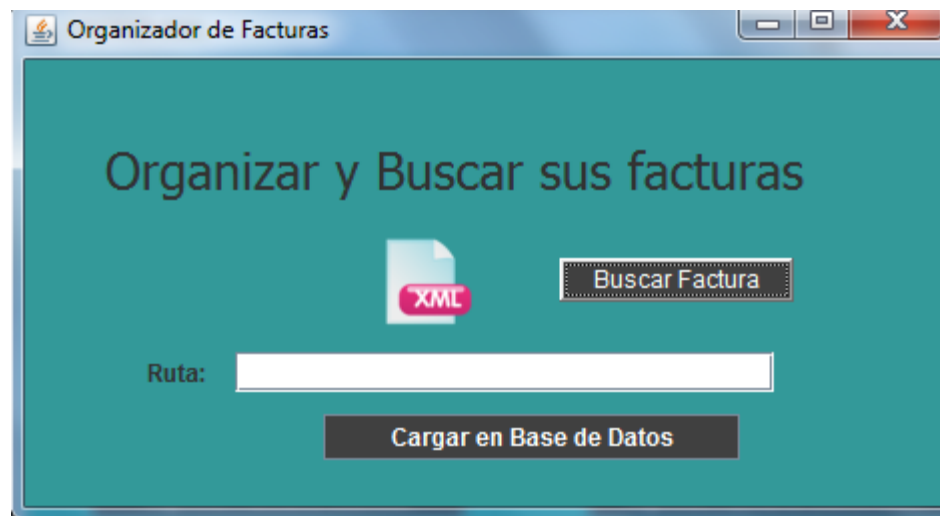 Organizador de Facturas
Organizar y Buscar sus facturas
XML
Buscar Factura
Ruta:
Cargar en Base de Datos